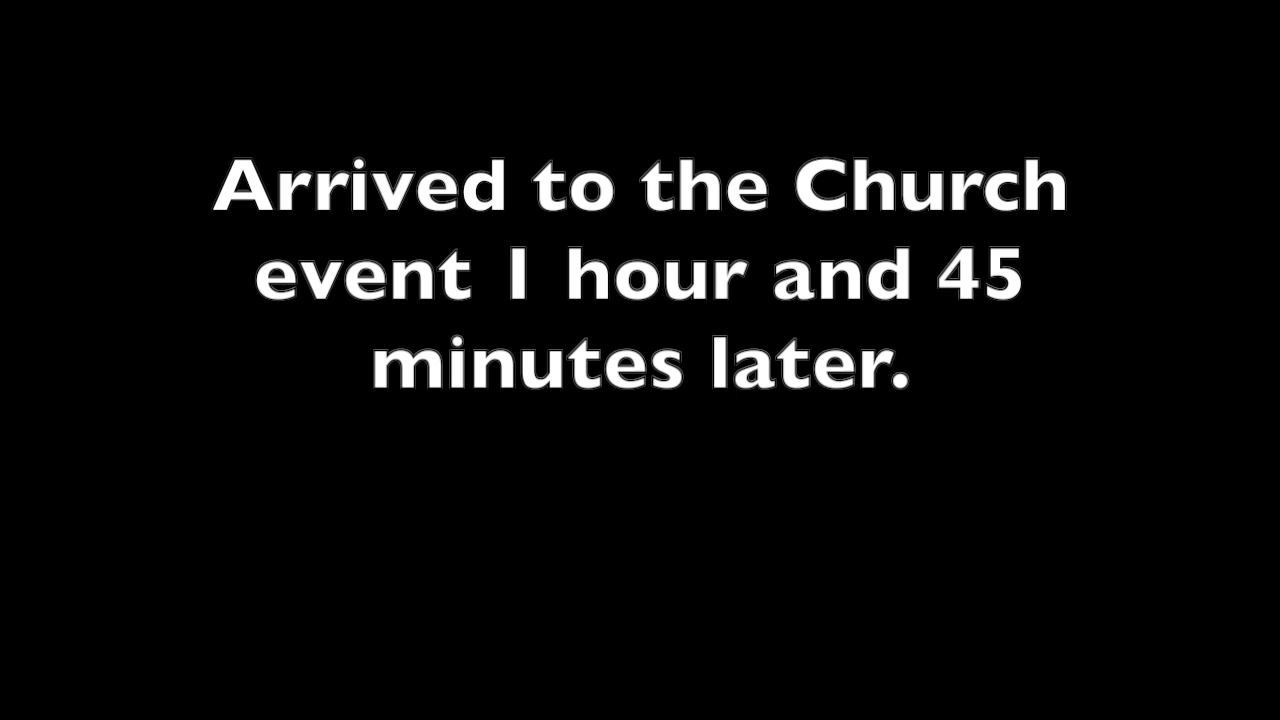 Arrived to the Church
event 1 hour and 45
minutes later.